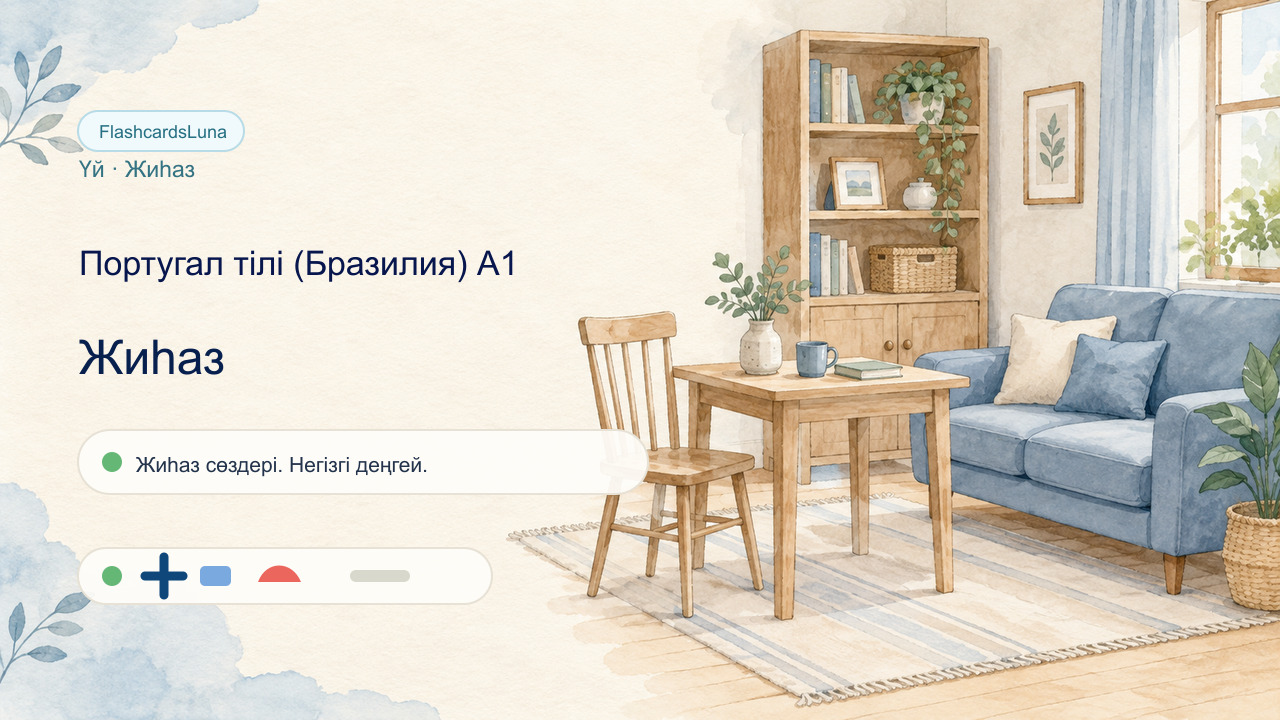 FlashcardsLuna
Үй · Жиһаз
Португал тілі (Бразилия) A1
Жиһаз
Жиһаз сөздері. Негізгі деңгей.